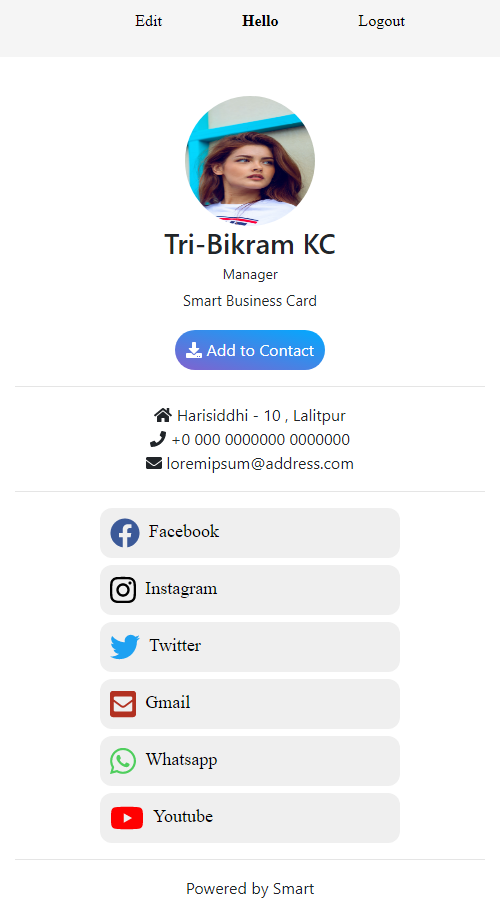 Edit Hello Logout
Tri-Bikram KC
Manager
Smart Business Card
Add to Contact
Harisiddhi - 10 , Lalitpur
+0 000 0000000 0000000
loremipsum@address.com
Facebook
Instagram
Twitter
Gmail
Whatsapp
Youtube
Powered by Smart